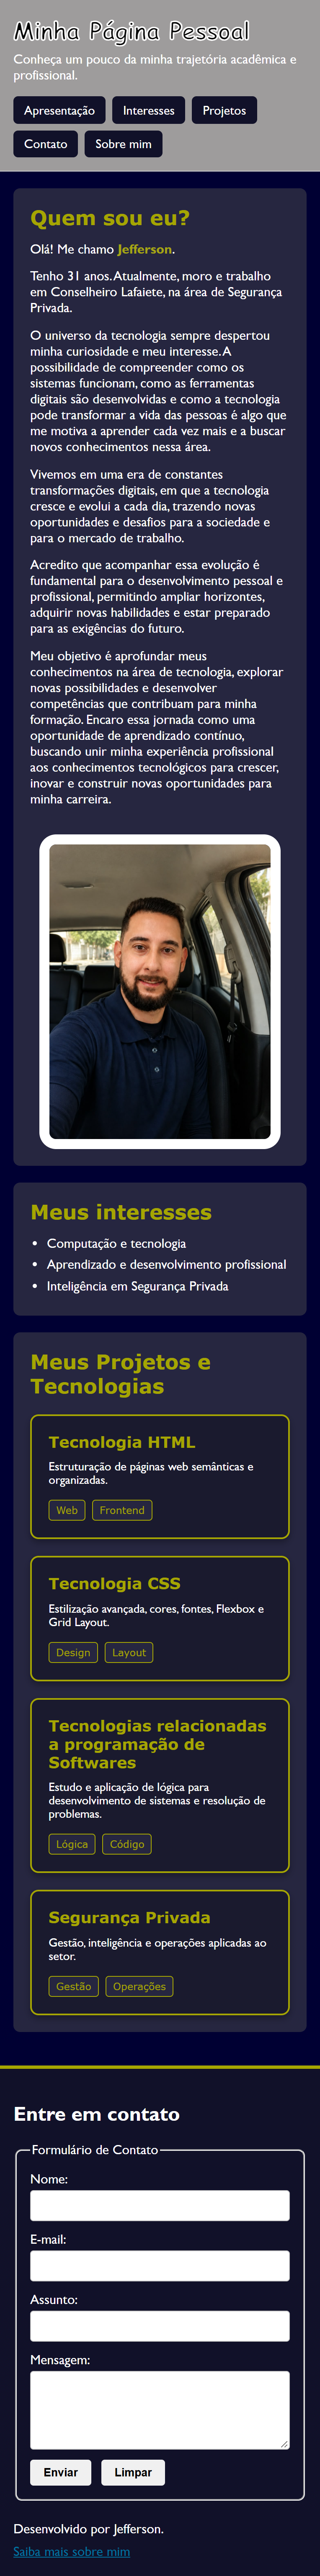 Minha Página Pessoal
Conheça um pouco da minha trajetória acadêmica e
profissional.
Apresentação Interesses Projetos
Contato Sobre mim
Quem sou eu?
Olá! Me chamo Jefferson.
Tenho 31 anos. Atualmente, moro e trabalho
em Conselheiro Lafaiete, na área de Segurança
Privada.
O universo da tecnologia sempre despertou
minha curiosidade e meu interesse. A
possibilidade de compreender como os
sistemas funcionam, como as ferramentas
digitais são desenvolvidas e como a tecnologia
pode transformar a vida das pessoas é algo que
me motiva a aprender cada vez mais e a buscar
novos conhecimentos nessa área.
Vivemos em uma era de constantes
transformações digitais, em que a tecnologia
cresce e evolui a cada dia, trazendo novas
oportunidades e desafios para a sociedade e
para o mercado de trabalho.
Acredito que acompanhar essa evolução é
fundamental para o desenvolvimento pessoal e
profissional, permitindo ampliar horizontes,
adquirir novas habilidades e estar preparado
para as exigências do futuro.
Meu objetivo é aprofundar meus
conhecimentos na área de tecnologia, explorar
novas possibilidades e desenvolver
competências que contribuam para minha
formação. Encaro essa jornada como uma
oportunidade de aprendizado contínuo,
buscando unir minha experiência profissional
aos conhecimentos tecnológicos para crescer,
inovar e construir novas oportunidades para
minha carreira.
Meus interesses
• Computação e tecnologia
• Aprendizado e desenvolvimento profissional
• Inteligência em Segurança Privada
Meus Projetos e
Tecnologias
Tecnologia HTML
Estruturação de páginas web semânticas e
organizadas.
Web Frontend
Tecnologia CSS
Estilização avançada, cores, fontes, Flexbox e
Grid Layout.
Design Layout
Tecnologias relacionadas
a programação de
Softwares
Estudo e aplicação de lógica para
desenvolvimento de sistemas e resolução de
problemas.
Lógica Código
Segurança Privada
Gestão, inteligência e operações aplicadas ao
setor.
Gestão Operações
Entre em contato
Formulário de Contato
Nome:
E-mail:
Assunto:
Mensagem:
Enviar Limpar
Desenvolvido por Jefferson.
Saiba mais sobre mim